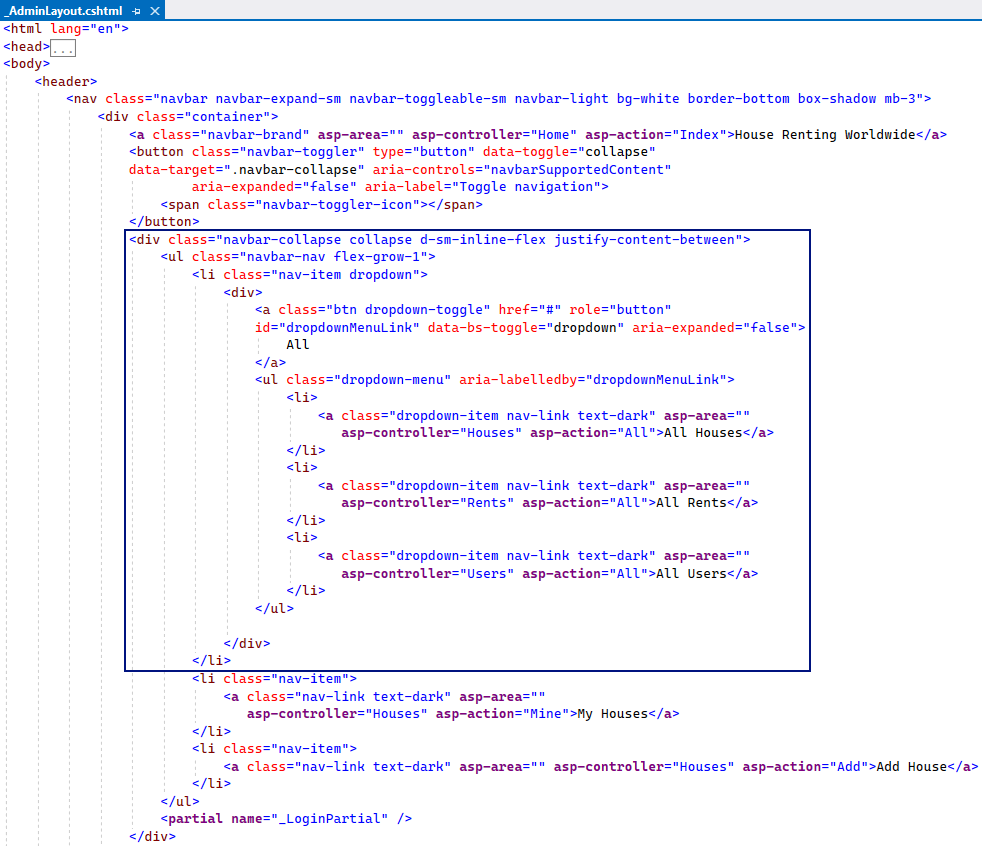 _AdminLayout.cshtml
<html lang="en">
<head>...
<body>
<header>
<nav class="navbar navbar-expand-sm navbar-toggleable-sm navbar-light bg-white border-bottom box-shadow mb-3">
<div class="container">
<a class="navbar-brand" asp-area="" asp-controller="Home" asp-action="Index">House Renting Worldwide</a>
<button class="navbar-toggler" type="button" data-toggle="collapse"
data-target=".navbar-collapse" aria-controls="navbarSupportedContent"
aria-expanded="false" aria-label="Toggle navigation">
<span class="navbar-toggler-icon"></span>
</button>
<div class="navbar-collapse collapse d-sm-inline-flex justify-content-between">
<ul class="navbar-nav flex-grow-1">
<li class="nav-item dropdown">
<div>
<a class="btn dropdown-toggle" href="#" role="button"
id="dropdownMenuLink" data-bs-toggle="dropdown" aria-expanded="false">
All
</a>
<ul class="dropdown-menu" aria-labelledby="dropdownMenuLink">
<li>
<a class="dropdown-item nav-link text-dark" asp-area=""
asp-controller="Houses" asp-action="All">All Houses</a>
</li>
<li>
<a class="dropdown-item nav-link text-dark" asp-area=""
asp-controller="Rents" asp-action="All">All Rents</a>
</li>
<li>
<a class="dropdown-item nav-link text-dark" asp-area=""
asp-controller="Users" asp-action="All">All Users</a>
</li>
</ul>
</div>
</li>
<li class="nav-item">
<a class="nav-link text-dark" asp-area=""
asp-controller="Houses" asp-action="Mine">My Houses</a>
</li>
<li class="nav-item">
<a class="nav-link text-dark" asp-area="" asp-controller="Houses" asp-action="Add">Add House</a>
</li>
</ul>
<partial name="_LoginPartial" />
</div>